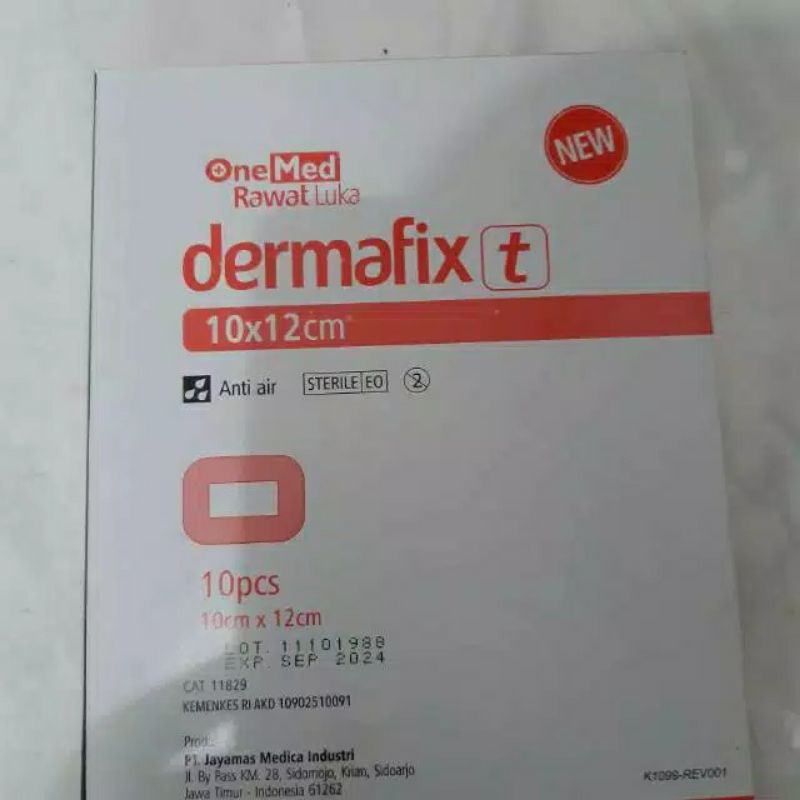 NEW
OneMed
Rawat Luka
dermafix t
10x12cm
Anti air STERILE EO 2
10pcs
10cm x 12cm
LOT. 11101988
EXP. SEP 2024
CAT 11829
KEMENKES RI AKD 10902510091
PT. Jayamas Medica Industri
Jl. By Pass KM. 28, Sidomojo, Krian, Sidoarjo
Jawa Timur - Indonesia 61262
K1099-REV001